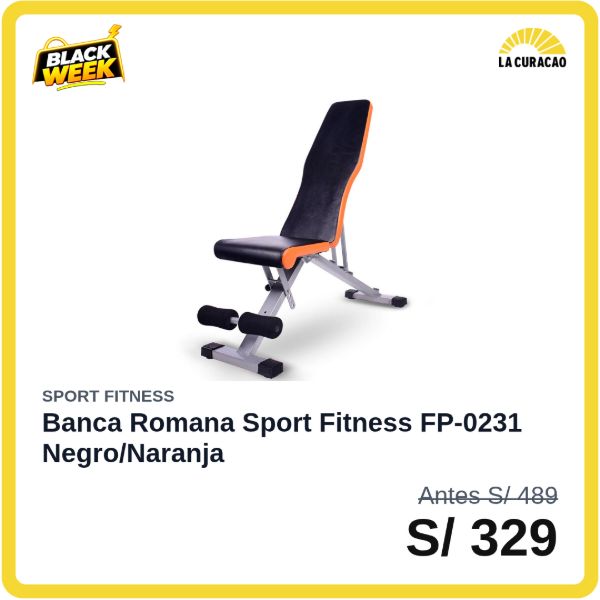 BLACK
WEEK
LA CURACAO
SPORT FITNESS
Banca Romana Sport Fitness FP-0231
Negro/Naranja
Antes S/ 489
S/ 329